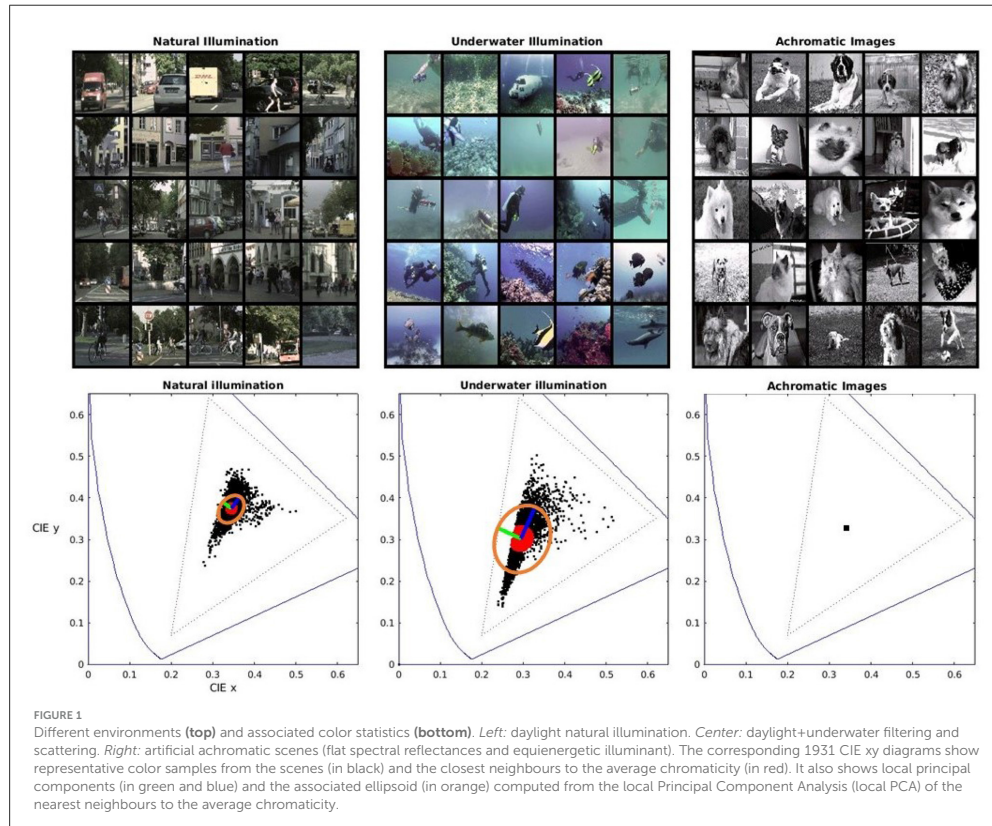 Natural Illumination
Underwater Illumination
Achromatic Images
Natural illumination
Underwater illumination
Achromatic Images
0.6
0.5
0.4
CIE y
0.3
0.2
0.1
0
0 0.1 0.2 0.3 0.4 0.5 0.6
CIE x
0.6
0.5
0.4
0.3
0.2
0.1
0
0 0.1 0.2 0.3 0.4 0.5 0.6
0.6
0.5
0.4
0.3
0.2
0.1
0
0 0.1 0.2 0.3 0.4 0.5 0.6
FIGURE 1
Different environments (top) and associated color statistics (bottom). Left: daylight natural illumination. Center: daylight+underwater filtering and
scattering. Right: artificial achromatic scenes (flat spectral reflectances and equienergetic illuminant). The corresponding 1931 CIE xy diagrams show
representative color samples from the scenes (in black) and the closest neighbours to the average chromaticity (in red). It also shows local principal
components (in green and blue) and the associated ellipsoid (in orange) computed from the local Principal Component Analysis (local PCA) of the
nearest neighbours to the average chromaticity.